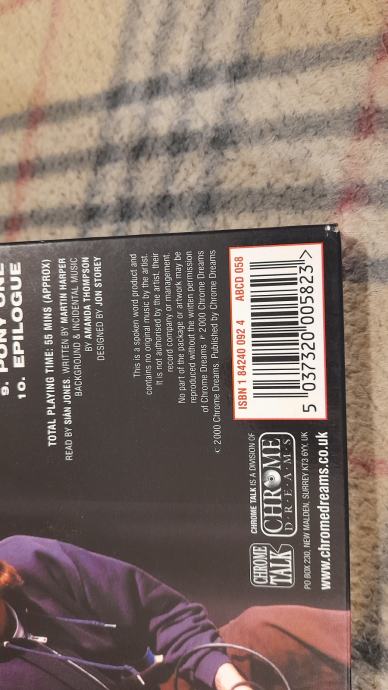 9. PONY ONE
10. EPILOGUE
TOTAL PLAYING TIME: 55 MINS (APPROX)
READ BY SIÂN JONES. WRITTEN BY MARTIN HARPER
BACKGROUND & INCIDENTAL MUSIC
BY AMANDA THOMPSON
DESIGNED BY JON STOREY
This is a spoken word product and
contains no original music by the artist.
It is not authorised by the artist, their
record company or management.
No part of the package or artwork may be
reproduced without the written permission
of Chrome Dreams ℗ 2000 Chrome Dreams
© 2000 Chrome Dreams. Published by Chrome Dreams
ISBN 1 84240 092 4 ABCD 058
5 037320 005823 >
CHROME TALK
CHROME TALK IS A DIVISION OF
CHROME
D·R·E·A·M·S
PO BOX 230, NEW MALDEN, SURREY KT3 6YY, UK
www.chromedreams.co.uk